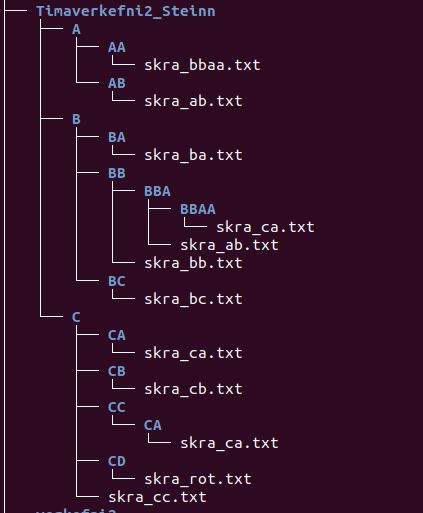 Timaverkefni2_Steinn
A
AA
skra_bbaa.txt
AB
skra_ab.txt
B
BA
skra_ba.txt
BB
BBA
BBAA
skra_ca.txt
skra_ab.txt
skra_bb.txt
BC
skra_bc.txt
C
CA
skra_ca.txt
CB
skra_cb.txt
CC
CA
skra_ca.txt
CD
skra_rot.txt
skra_cc.txt